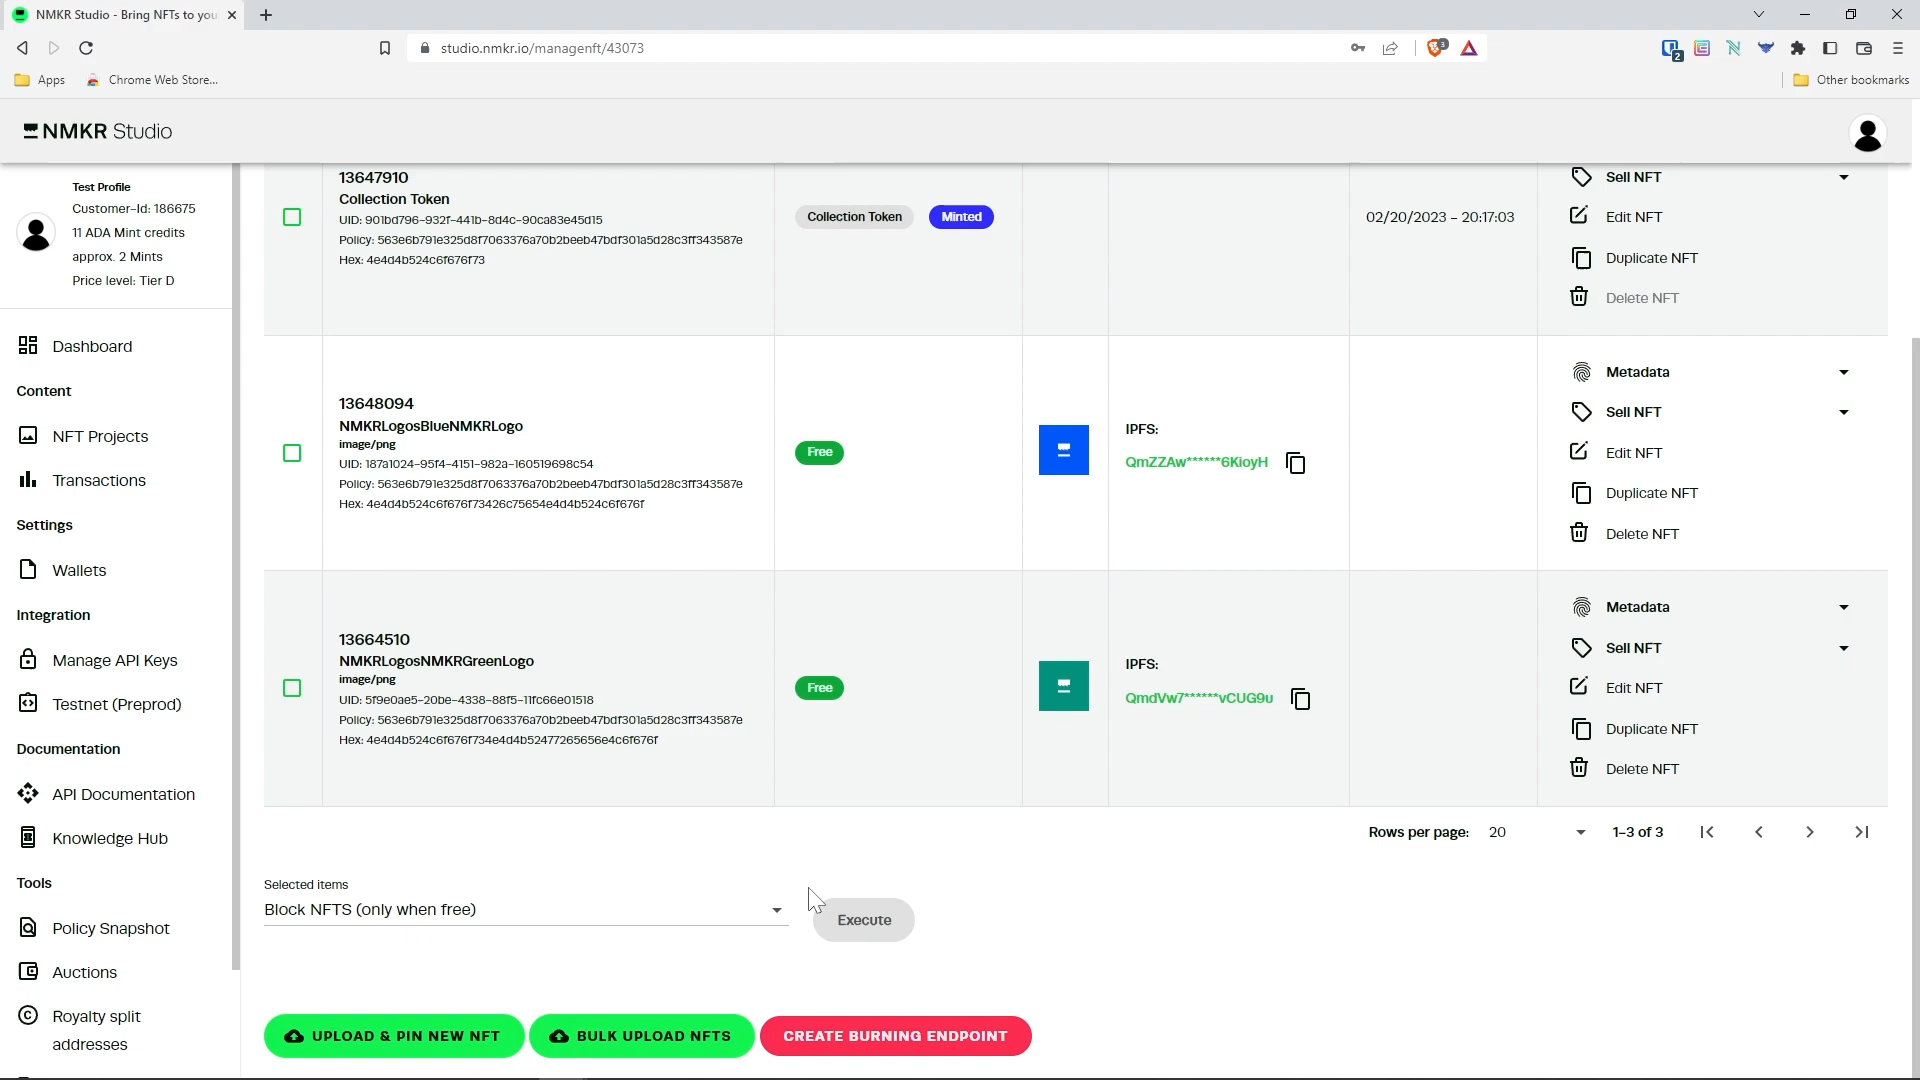 NMKR Studio - Bring NFTs to you
studio.nmkr.io/managenft/43073
3
2
Apps
Chrome Web Store...
Other bookmarks
NMKR Studio
Test Profile
Customer-Id: 186675
11 ADA Mint credits
approx. 2 Mints
Price level: Tier D
Dashboard
Content
NFT Projects
Transactions
Settings
Wallets
Integration
Manage API Keys
Testnet (Preprod)
Documentation
API Documentation
Knowledge Hub
Tools
Policy Snapshot
Auctions
Royalty split
addresses
13647910
Collection Token
UID: 901bd796-932f-441b-8d4c-90ca83e45d15
Policy: 563e6b791e325d8f7063376a70b2beeb47bdf301a5d28c3ff343587e
Hex: 4e4d4b524c6f676f73
Collection Token
Minted
02/20/2023 - 20:17:03
Sell NFT
Edit NFT
Duplicate NFT
Delete NFT
13648094
NMKRLogosBlueNMKRLogo
image/png
UID: 187a1024-95f4-4151-982a-160519698c54
Policy: 563e6b791e325d8f7063376a70b2beeb47bdf301a5d28c3ff343587e
Hex: 4e4d4b524c6f676f73426c75654e4d4b524c6f676f
Free
IPFS:
QmZZAw******6KioyH
Metadata
Sell NFT
Edit NFT
Duplicate NFT
Delete NFT
13664510
NMKRLogosNMKRGreenLogo
image/png
UID: 5f9e0ae5-20be-4338-88f5-11fc66e01518
Policy: 563e6b791e325d8f7063376a70b2beeb47bdf301a5d28c3ff343587e
Hex: 4e4d4b524c6f676f734e4d4b52477265656e4c6f676f
Free
IPFS:
QmdVw7******vCUG9u
Metadata
Sell NFT
Edit NFT
Duplicate NFT
Delete NFT
Rows per page: 20
1-3 of 3
Selected items
Block NFTS (only when free)
Execute
UPLOAD & PIN NEW NFT
BULK UPLOAD NFTS
CREATE BURNING ENDPOINT